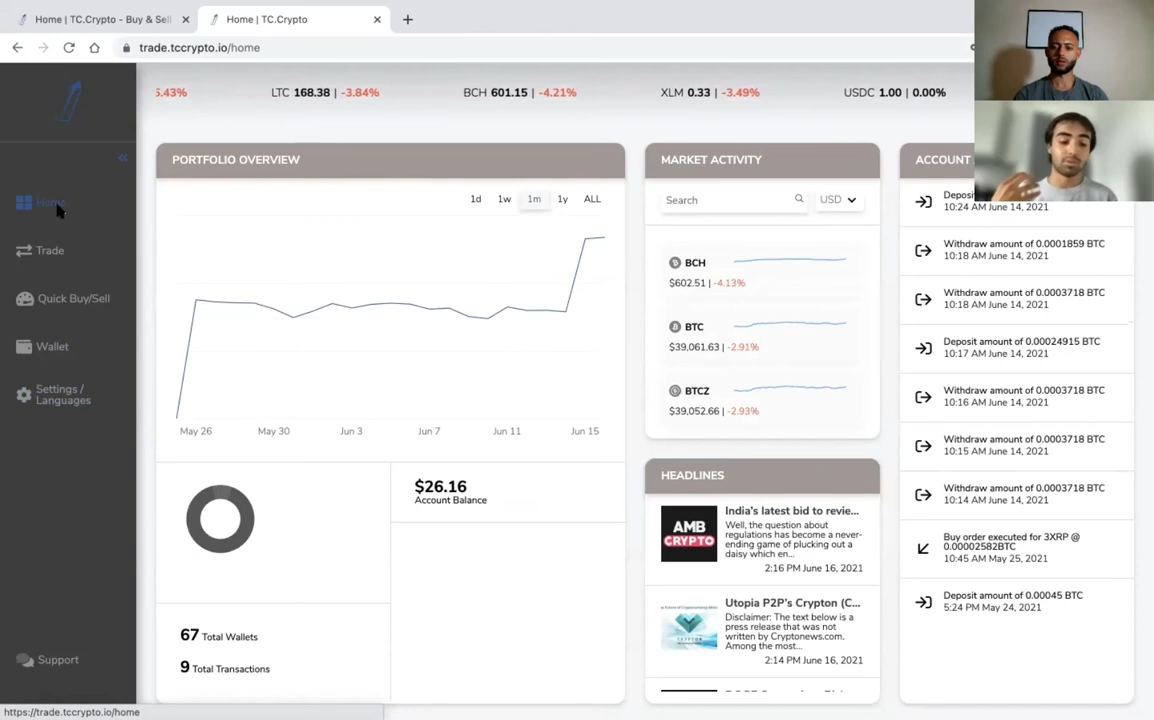 Home | TC.Crypto - Buy & Sell
Home | TC.Crypto
trade.tccrypto.io/home
5.43%
LTC 168.38 | -3.84%
BCH 601.15 | -4.21%
XLM 0.33 | -3.49%
USDC 1.00 | 0.00%
Home
Trade
Quick Buy/Sell
Wallet
Settings /
Languages
Support
PORTFOLIO OVERVIEW
1d 1w 1m 1y ALL
May 26 May 30 Jun 3 Jun 7 Jun 11 Jun 15
$26.16
Account Balance
67 Total Wallets
9 Total Transactions
MARKET ACTIVITY
Search
USD
BCH
$602.51 | -4.13%
BTC
$39,061.63 | -2.91%
BTCZ
$39,052.66 | -2.93%
HEADLINES
AMB
CRYPTO
India's latest bid to revie...
Well, the question about
regulations has become a never-
ending game of plucking out a
daisy which en...
2:16 PM June 16, 2021
Utopia P2P's Crypton (C...
Disclaimer: The text below is a
press release that was not
written by Cryptonews.com.
Among the most...
2:14 PM June 16, 2021
ACCOUNT
Deposit
10:24 AM June 14, 2021
Withdraw amount of 0.0001859 BTC
10:18 AM June 14, 2021
Withdraw amount of 0.0003718 BTC
10:18 AM June 14, 2021
Deposit amount of 0.00024915 BTC
10:17 AM June 14, 2021
Withdraw amount of 0.0003718 BTC
10:16 AM June 14, 2021
Withdraw amount of 0.0003718 BTC
10:15 AM June 14, 2021
Withdraw amount of 0.0003718 BTC
10:14 AM June 14, 2021
Buy order executed for 3XRP @
0.00002582BTC
10:45 AM May 25, 2021
Deposit amount of 0.00045 BTC
5:24 PM May 24, 2021
https://trade.tccrypto.io/home